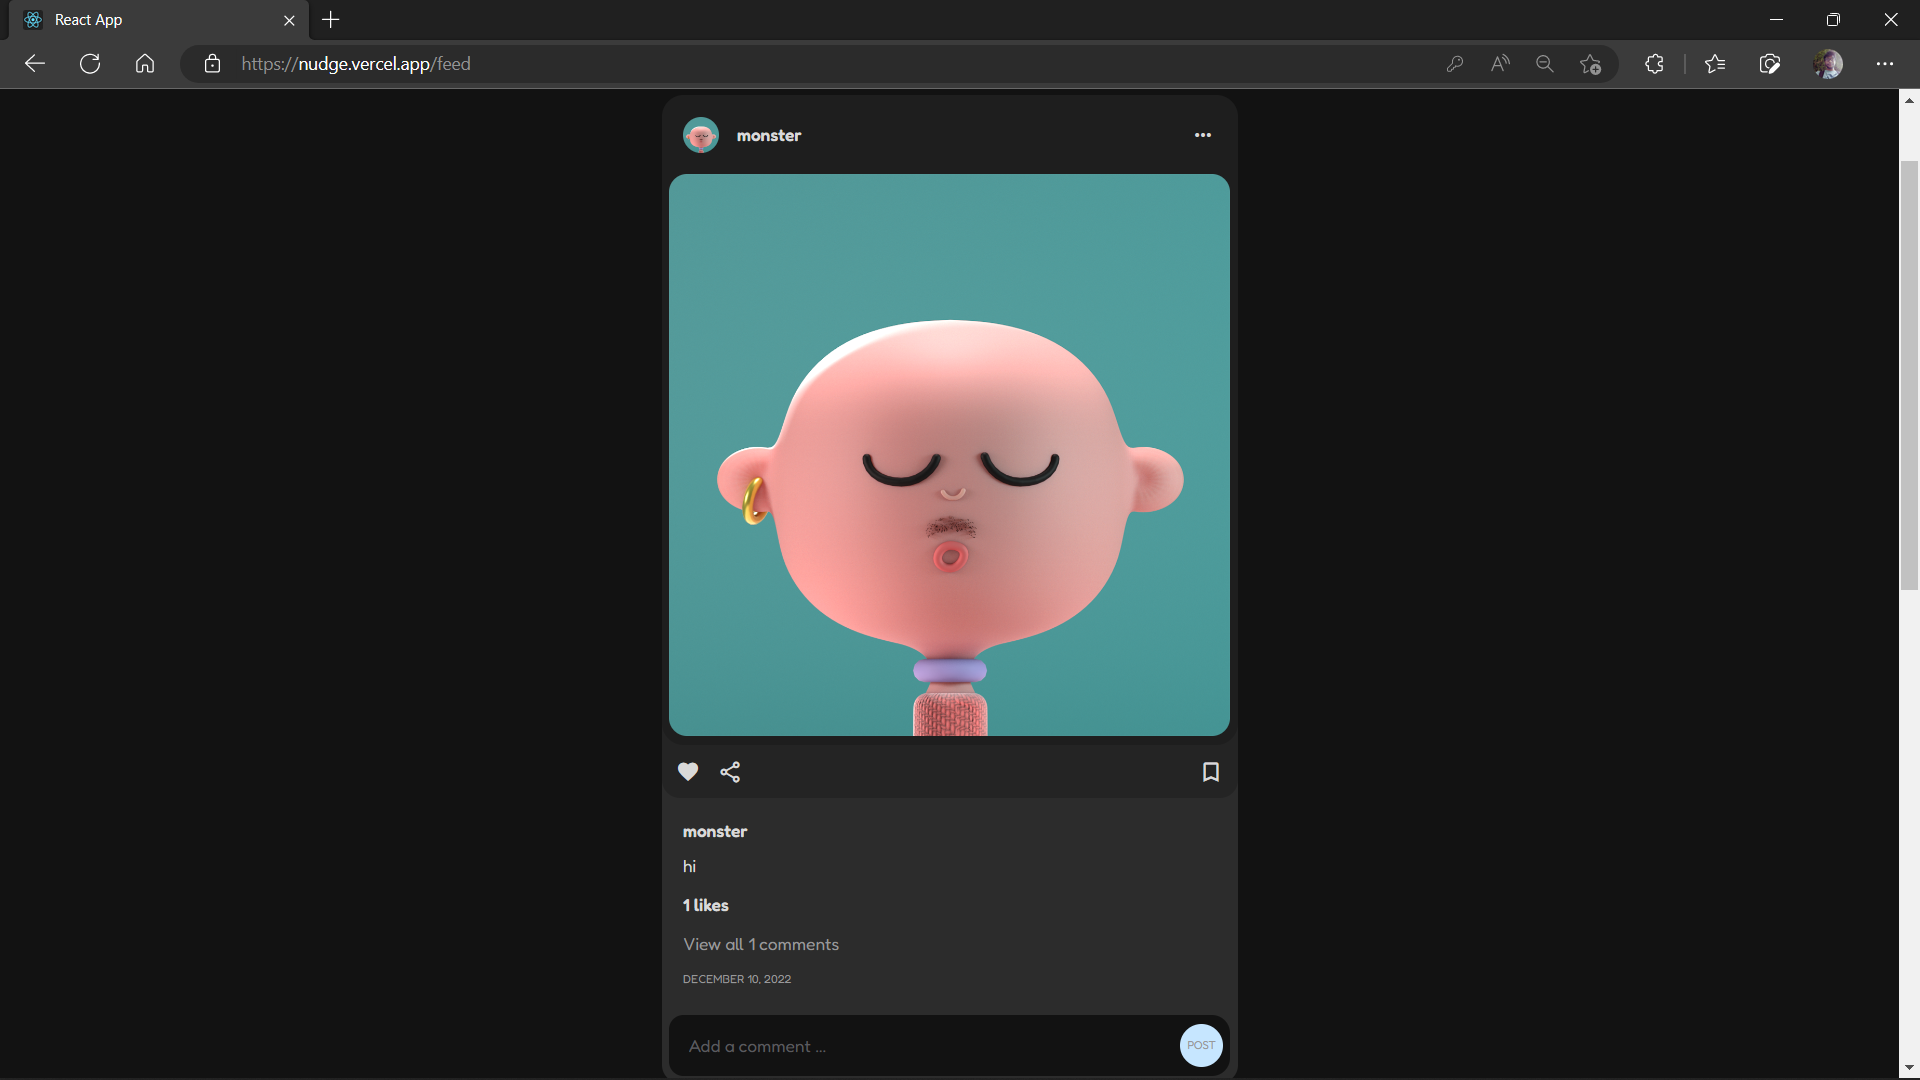 React App
https://nudge.vercel.app/feed
monster
monster
hi
1 likes
View all 1 comments
DECEMBER 10, 2022
Add a comment ...
POST